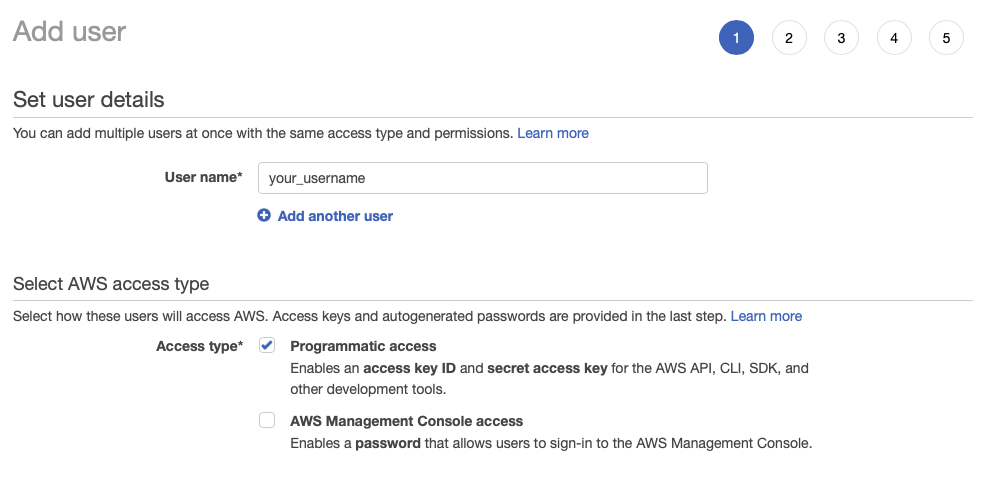 Add user
1 2 3 4 5
Set user details
You can add multiple users at once with the same access type and permissions. Learn more
User name* your_username
Add another user
Select AWS access type
Select how these users will access AWS. Access keys and autogenerated passwords are provided in the last step. Learn more
Access type* Programmatic access
Enables an access key ID and secret access key for the AWS API, CLI, SDK, and
other development tools.
AWS Management Console access
Enables a password that allows users to sign-in to the AWS Management Console.